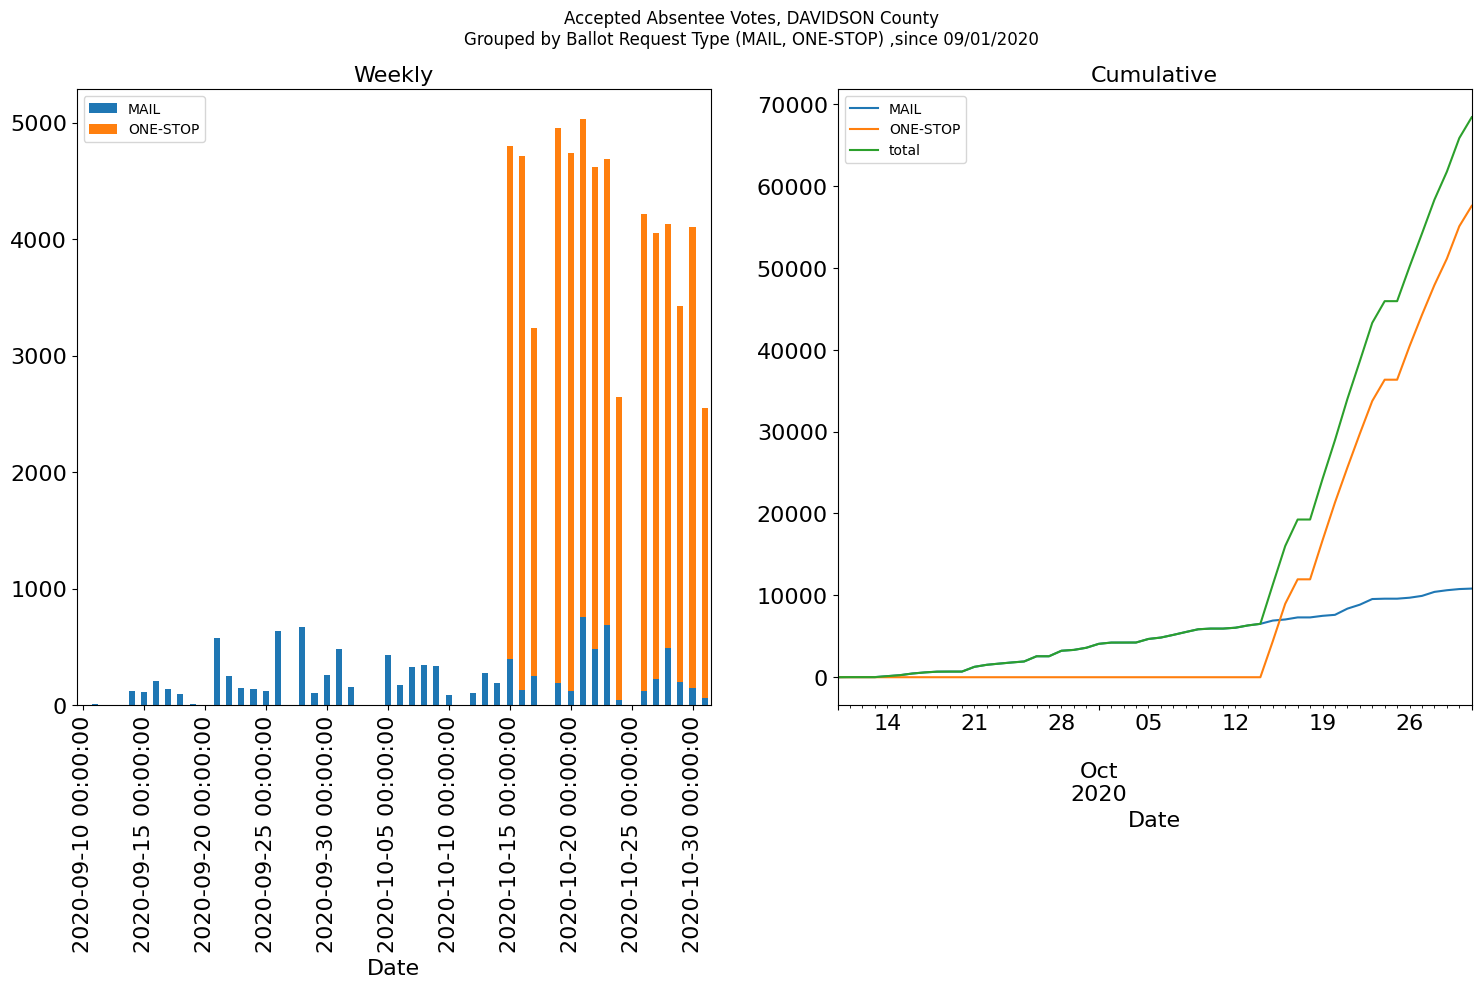 Accepted Absentee Votes, DAVIDSON County
Grouped by Ballot Request Type (MAIL, ONE-STOP) ,since 09/01/2020
Weekly
MAIL
ONE-STOP
5000
4000
3000
2000
1000
0
2020-09-10 00:00:00
2020-09-15 00:00:00
2020-09-20 00:00:00
2020-09-25 00:00:00
2020-09-30 00:00:00
2020-10-05 00:00:00
2020-10-10 00:00:00
2020-10-15 00:00:00
2020-10-20 00:00:00
2020-10-25 00:00:00
2020-10-30 00:00:00
Date
Cumulative
MAIL
ONE-STOP
total
70000
60000
50000
40000
30000
20000
10000
0
14 21 28 05 12 19 26
Oct
2020
Date